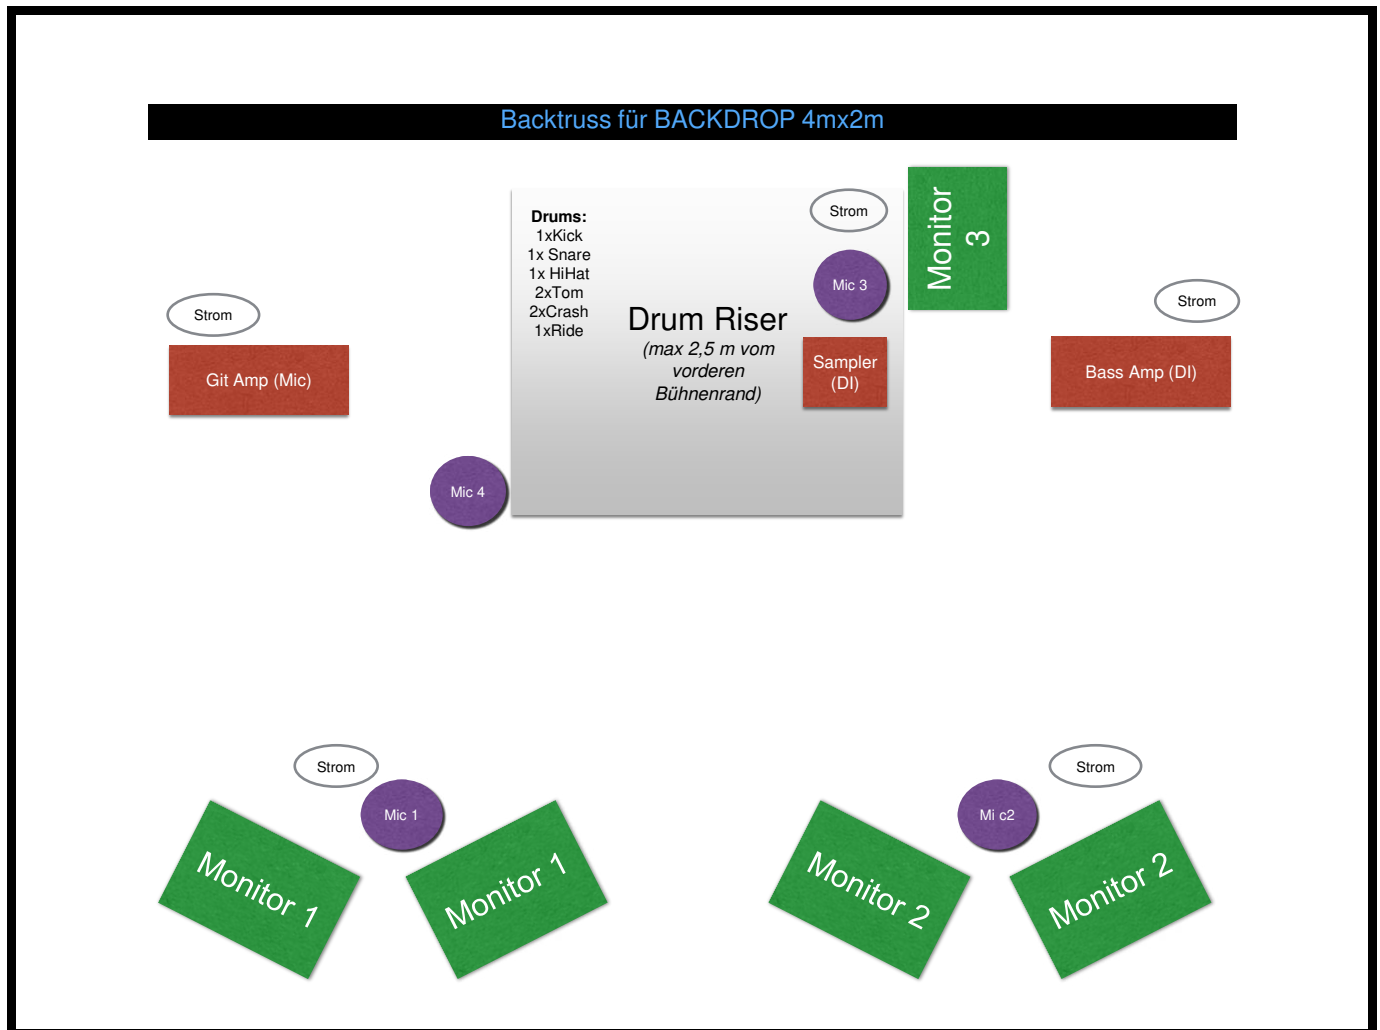 Backtruss für BACKDROP 4mx2m
Drums:
1xKick
1x Snare
1x HiHat
2xTom
2xCrash
1xRide
Strom
Mic 3
Monitor
3
Drum Riser
(max 2,5 m vom
vorderen
Bühnenrand)
Sampler
(DI)
Strom
Git Amp (Mic)
Strom
Bass Amp (DI)
Mic 4
Strom
Mic 1
Monitor 1
Monitor 1
Strom
Mi c2
Monitor 2
Monitor 2